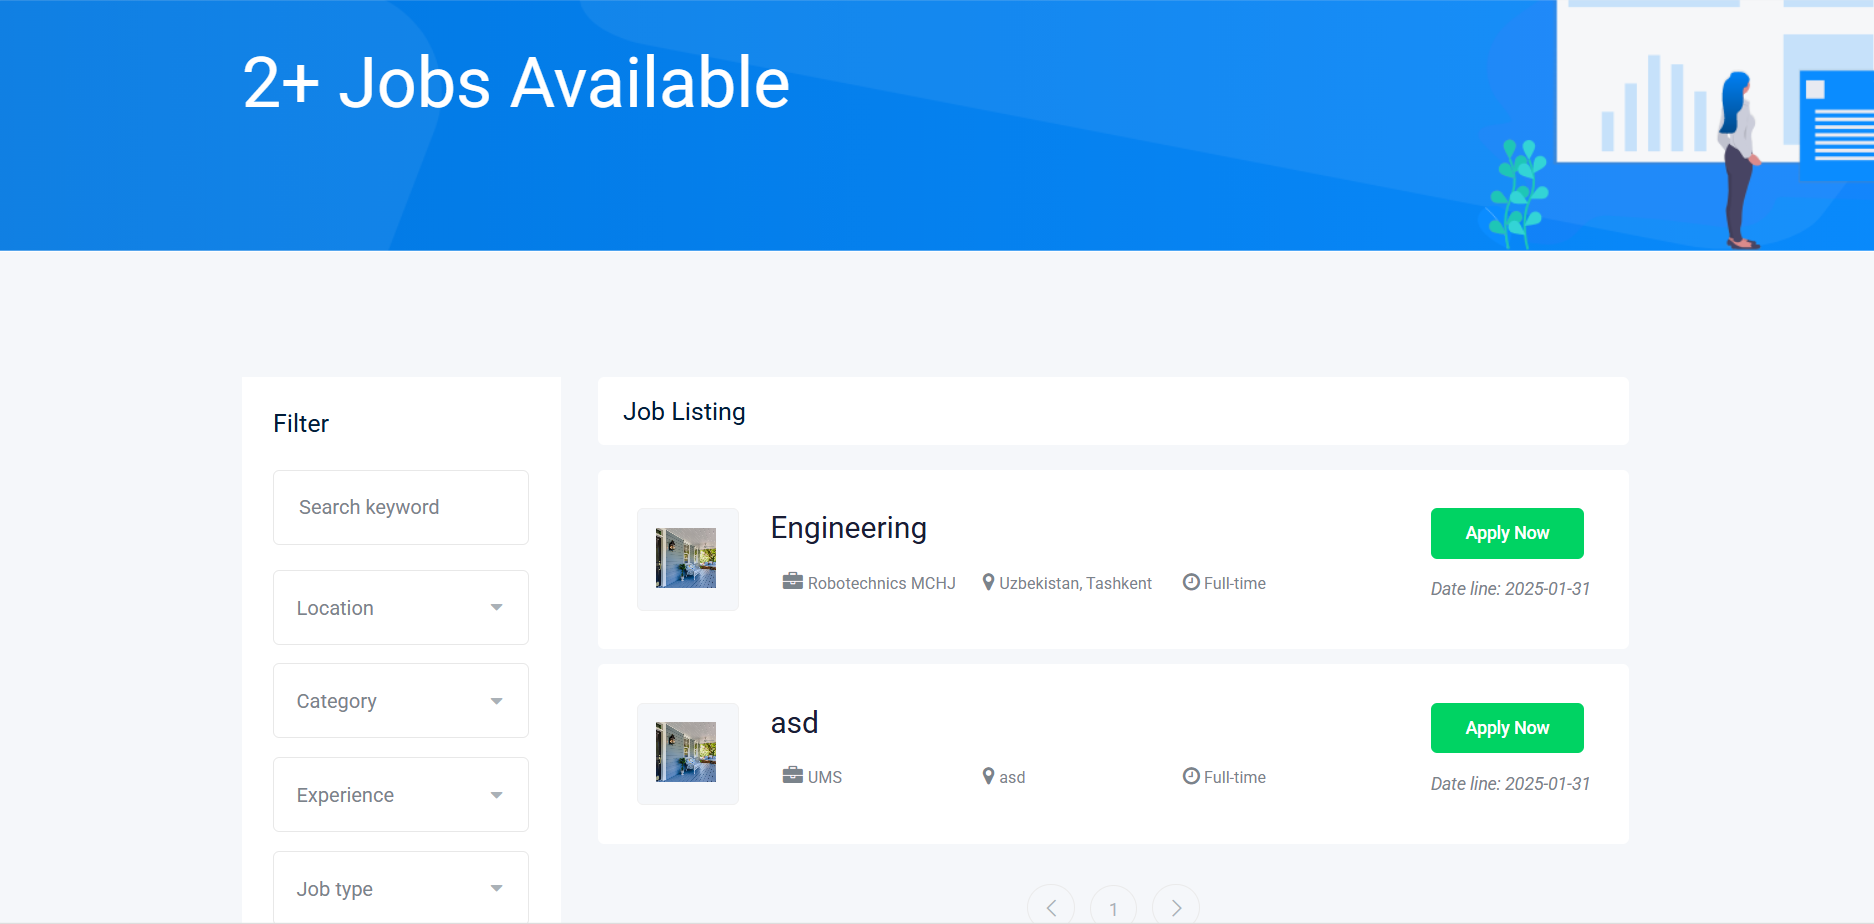 2+ Jobs Available
Filter
Search keyword
Location
Category
Experience
Job type
Job Listing
Engineering
Robotechnics MCHJ Uzbekistan, Tashkent Full-time
Apply Now
Date line: 2025-01-31
asd
UMS asd Full-time
Apply Now
Date line: 2025-01-31
1